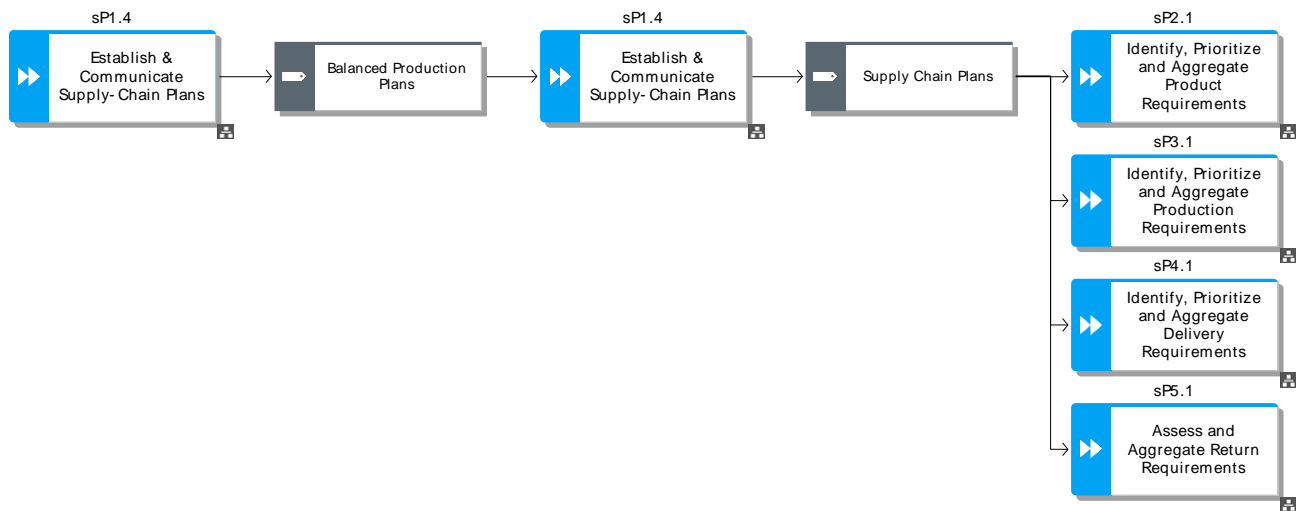 sP1.4
Establish &
Communicate
Supply- Chain Plans
Balanced Production
Plans
sP1.4
Establish &
Communicate
Supply- Chain Plans
Supply Chain Plans
sP2.1
Identify, Prioritize
and Aggregate
Product
Requirements
sP3.1
Identify, Prioritize
and Aggregate
Production
Requirements
sP4.1
Identify, Prioritize
and Aggregate
Delivery
Requirements
sP5.1
Assess and
Aggregate Return
Requirements